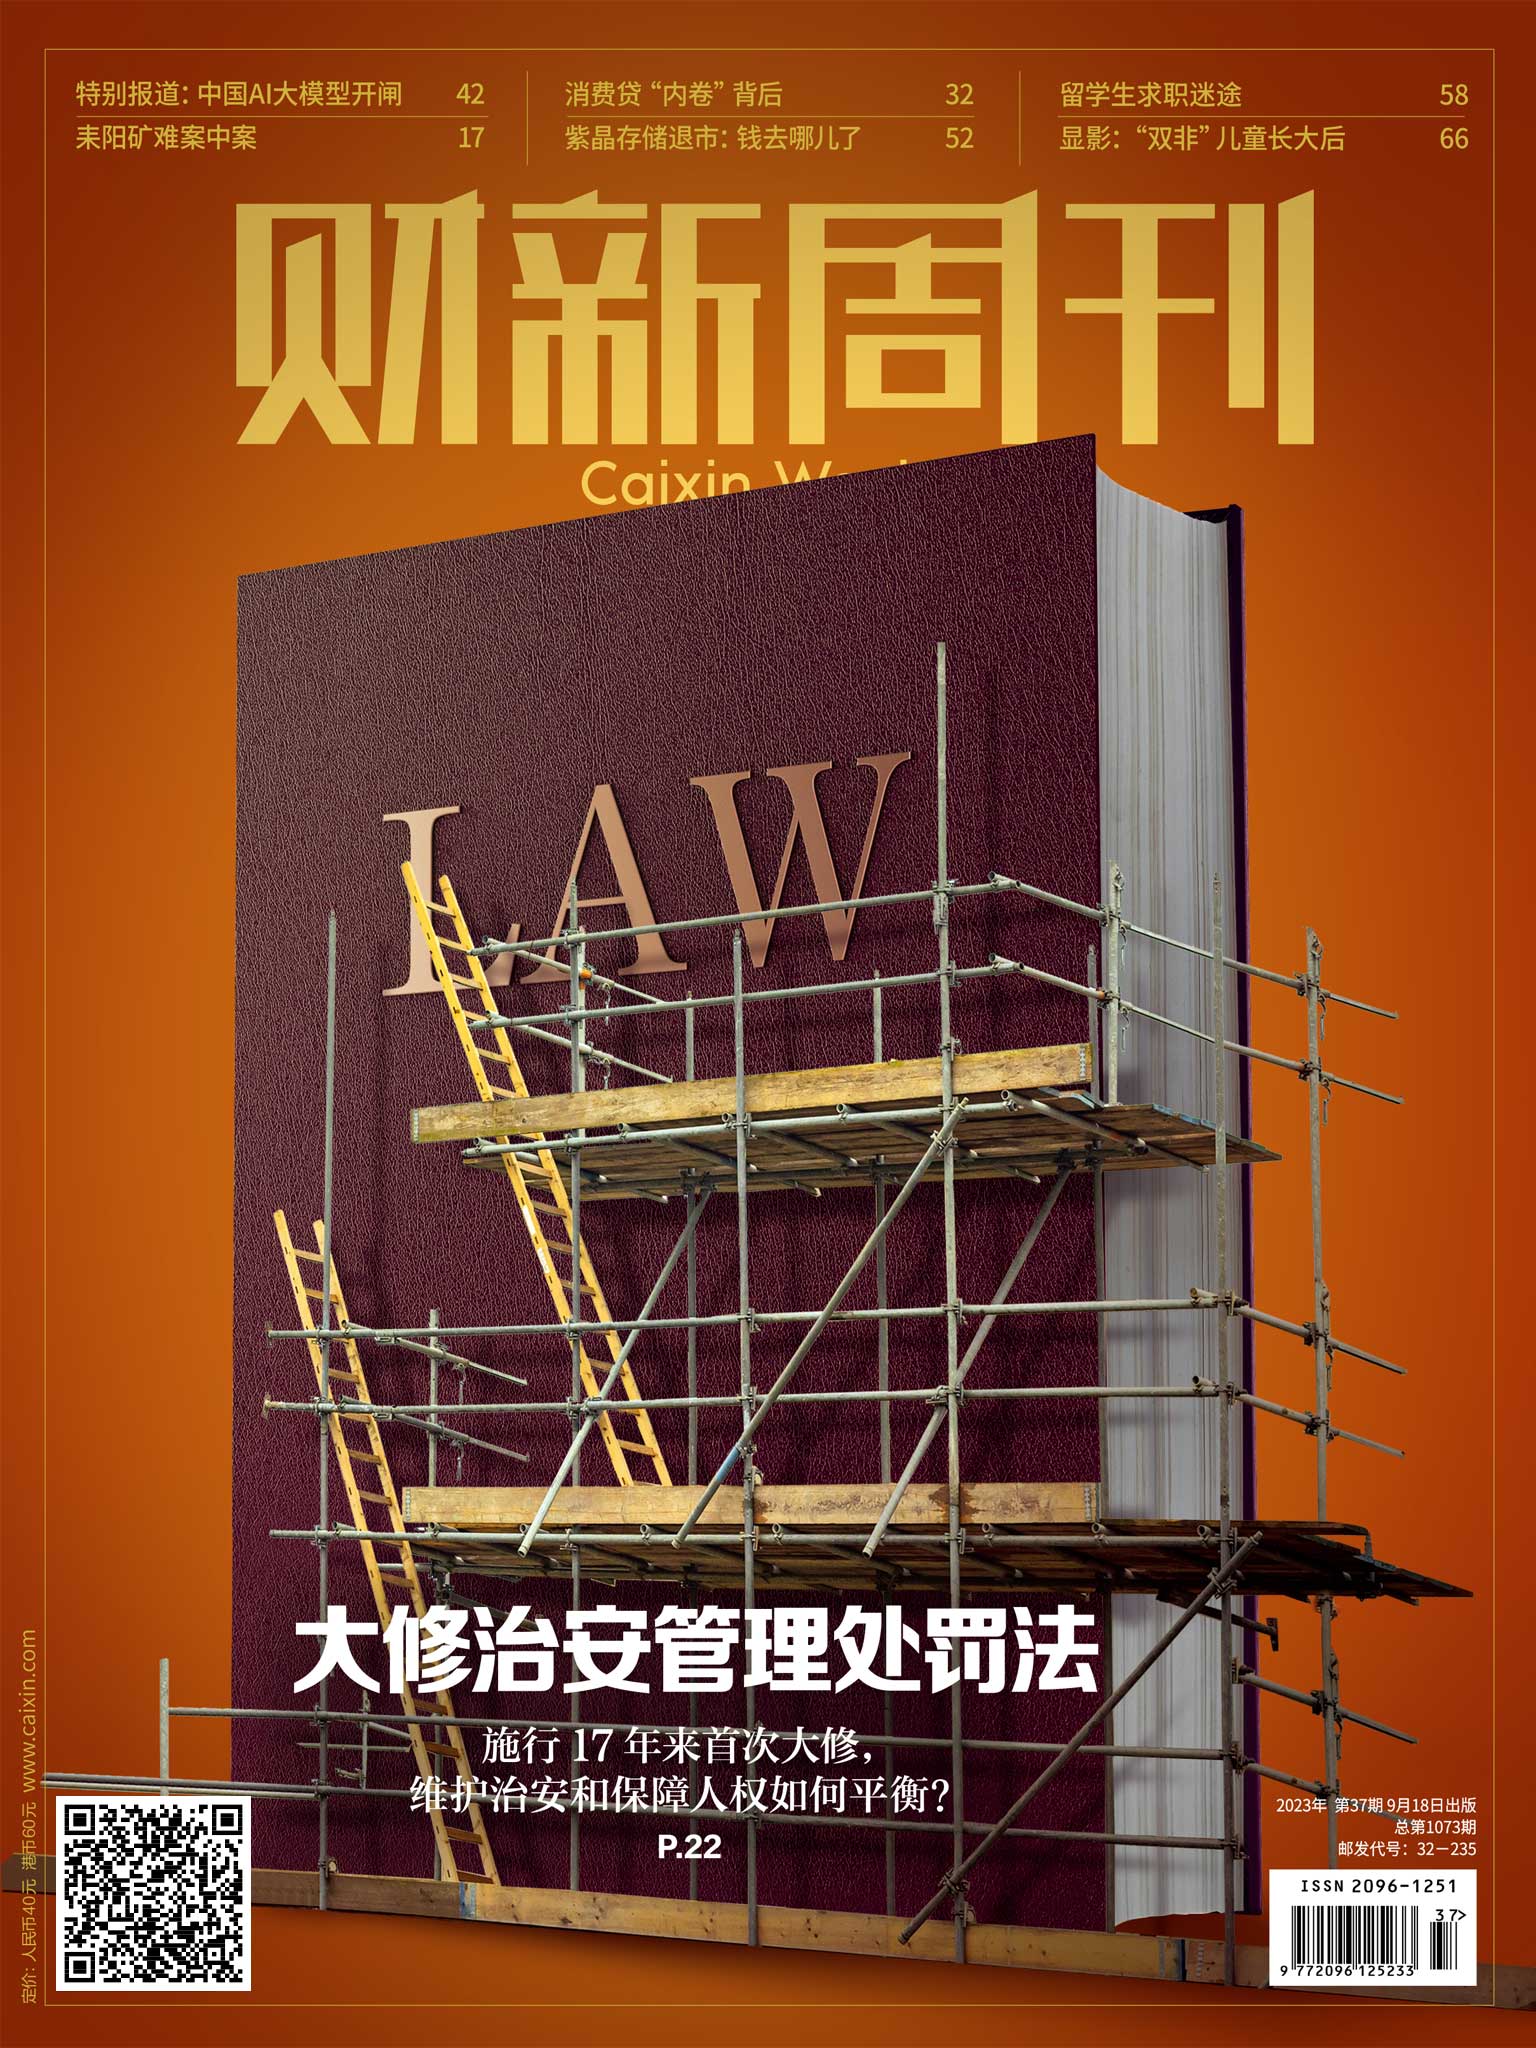 特别报道：中国AI大模型开闸 42
耒阳矿难案中案 17
消费贷“内卷”背后 32
紫晶存储退市：钱去哪儿了 52
留学生求职迷途 58
显影：“双非”儿童长大后 66
财新周刊
Caixin
LAW
大修治安管理处罚法
施行 17 年来首次大修，
维护治安和保障人权如何平衡？
P.22
定价：人民币40元 港币60元 www.caixin.com
2023年 第37期 9月18日出版
总第1073期
邮发代号：32－235
ISSN 2096-1251
37>
9 772096 125233